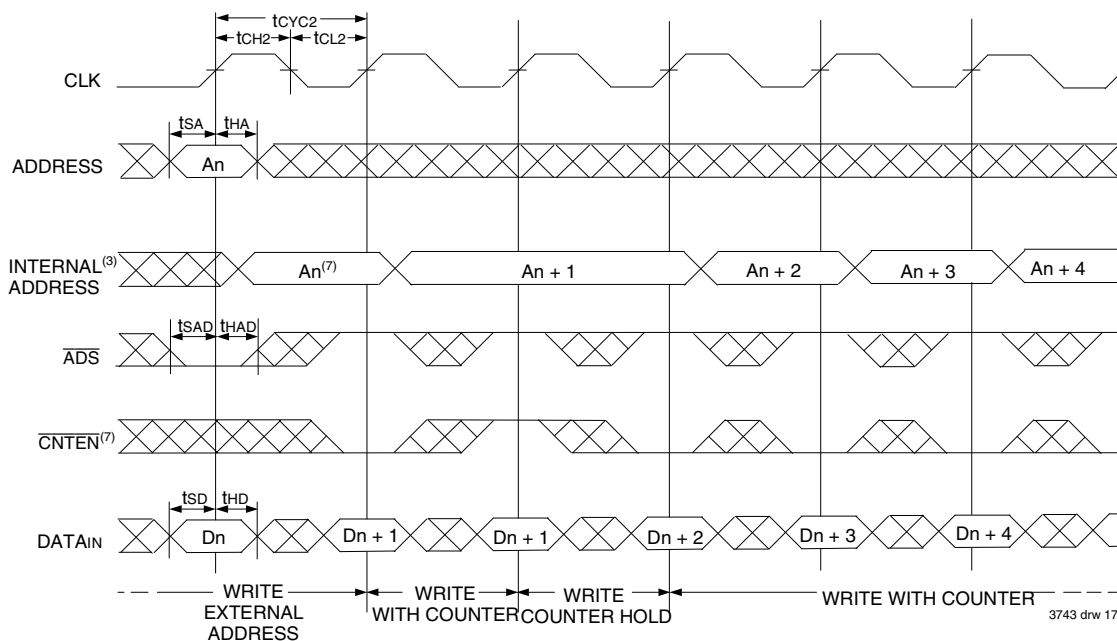 tCYC2
tCH2 tCL2
CLK
tSA tHA
ADDRESS An
INTERNAL(3)
ADDRESS
An(7) An + 1 An + 2 An + 3 An + 4
tSAD tHAD
ADS
CNTEN(7)
tSD tHD
DATAIN Dn Dn + 1 Dn + 1 Dn + 2 Dn + 3 Dn + 4
WRITE
EXTERNAL
ADDRESS
WRITE
WITH COUNTER
WRITE
COUNTER HOLD
WRITE WITH COUNTER
3743 drw 17